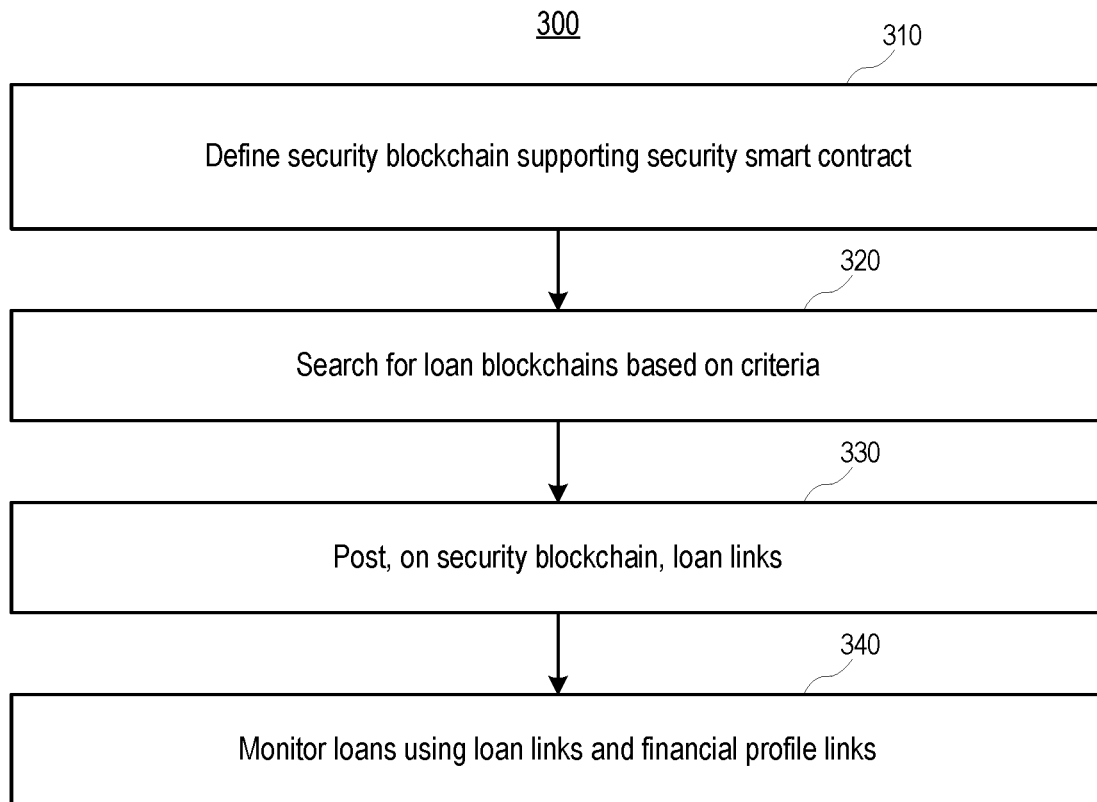 300
310
Define security blockchain supporting security smart contract
320
Search for loan blockchains based on criteria
330
Post, on security blockchain, loan links
340
Monitor loans using loan links and financial profile links